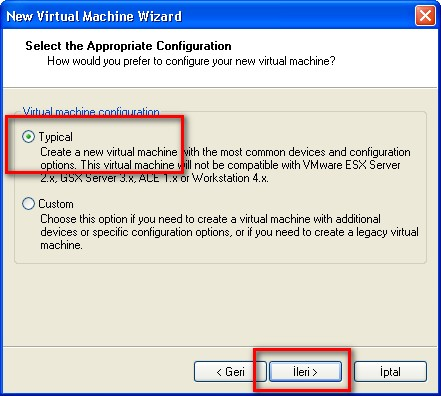 New Virtual Machine Wizard
Select the Appropriate Configuration
How would you prefer to configure your new virtual machine?
Virtual machine configuration
Typical
Create a new virtual machine with the most common devices and configuration
options. This virtual machine will not be compatible with VMware ESX Server
2.x, GSX Server 3.x, ACE 1.x or Workstation 4.x.
Custom
Choose this option if you need to create a virtual machine with additional
devices or specific configuration options, or if you need to create a legacy virtual
machine.
< Geri
İleri >
İptal